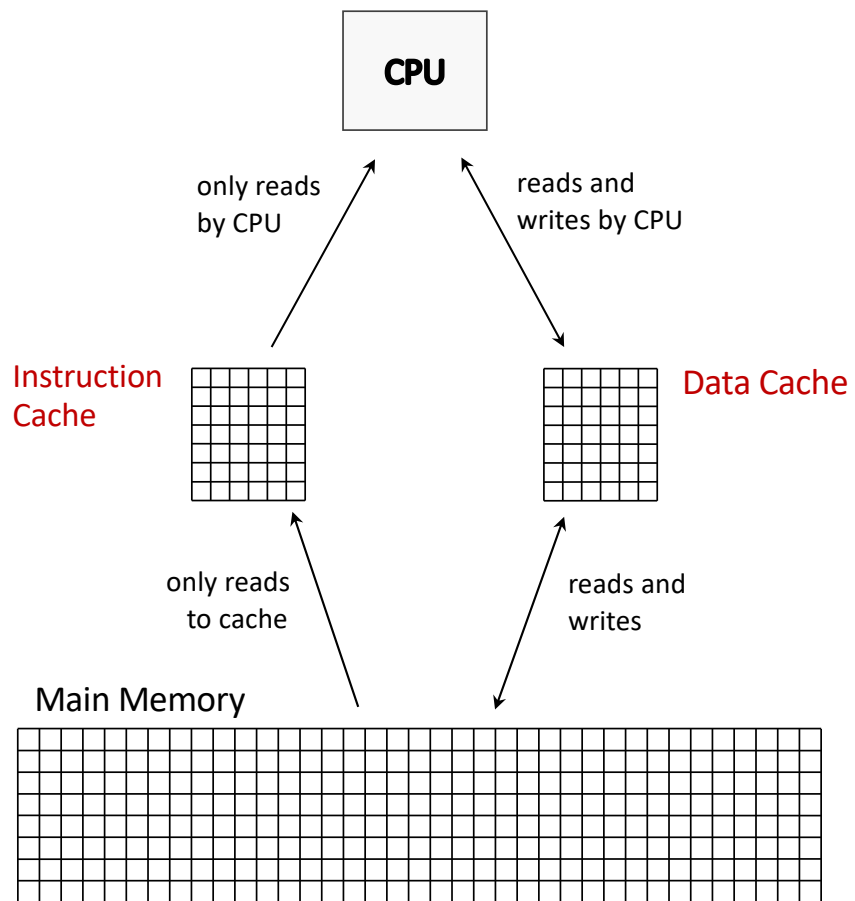 CPU
only reads
by CPU
reads and
writes by CPU
Instruction
Cache
Data Cache
only reads
to cache
reads and
writes
Main Memory